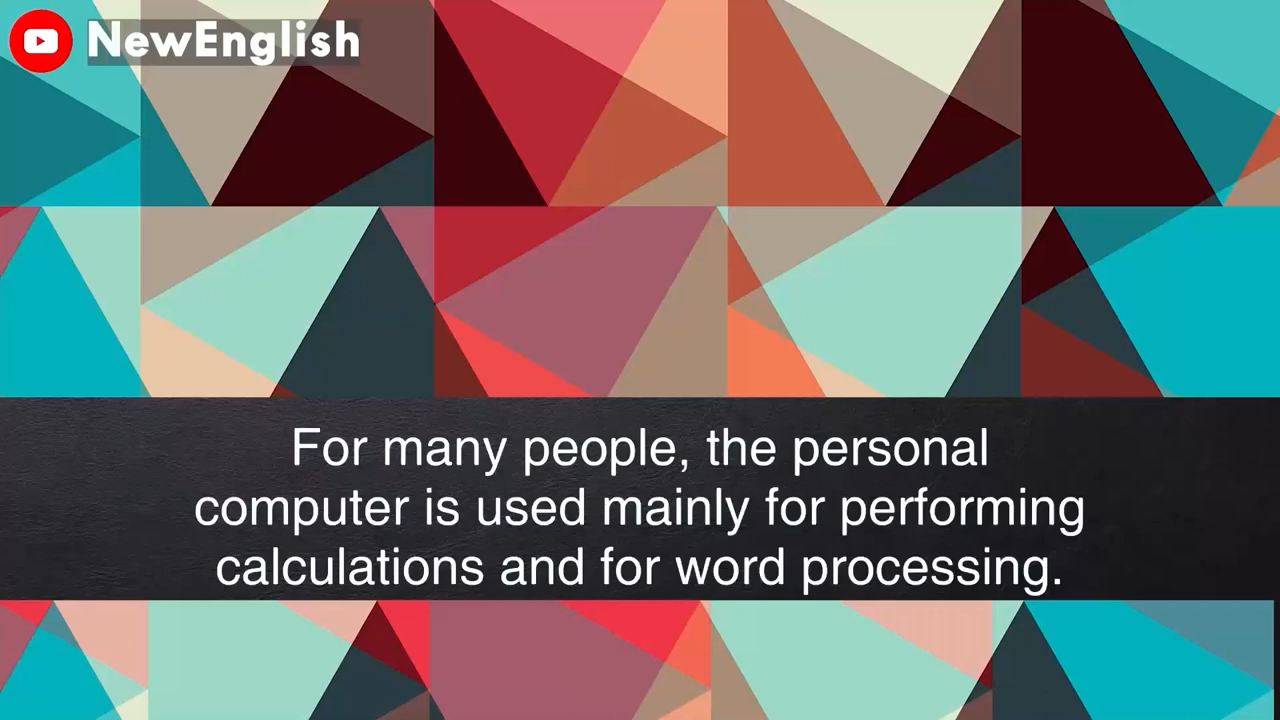 NewEnglish
For many people, the personal
computer is used mainly for performing
calculations and for word processing.